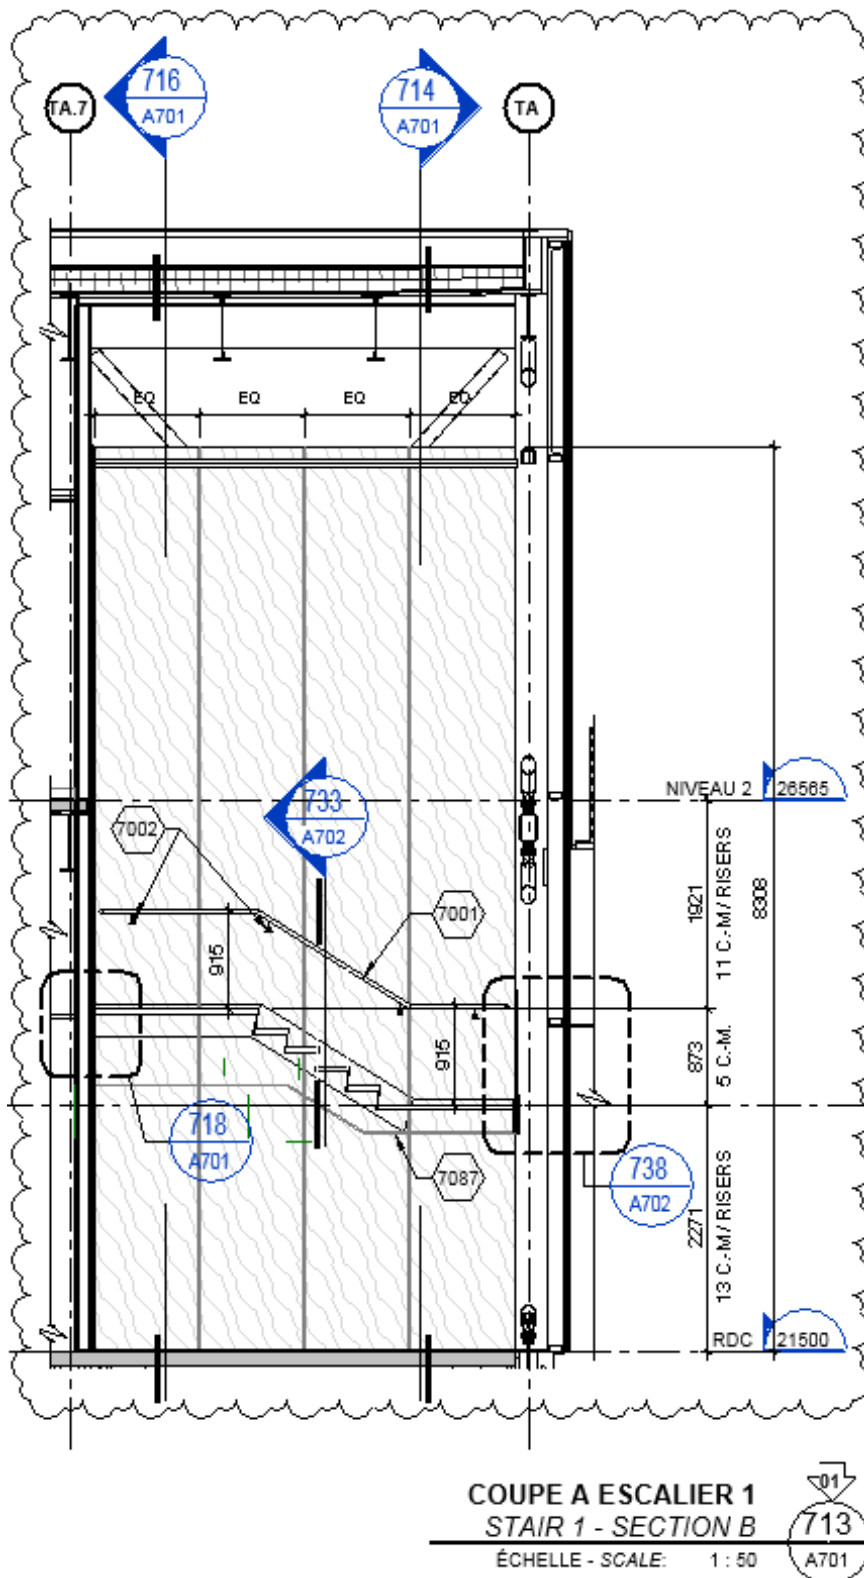 716
A701
714
A701
TA.7
TA
EQ
EQ
EQ
EQ
NIVEAU 2
26565
733
A702
7002
7001
915
915
1921
11 C.-M / RISERS
8308
873
5 C.-M.
718
A701
7087
738
A702
2271
13 C.-M / RISERS
RDC
21500
COUPE A ESCALIER 1
STAIR 1 - SECTION B
ÉCHELLE - SCALE: 1 : 50
01
713
A701